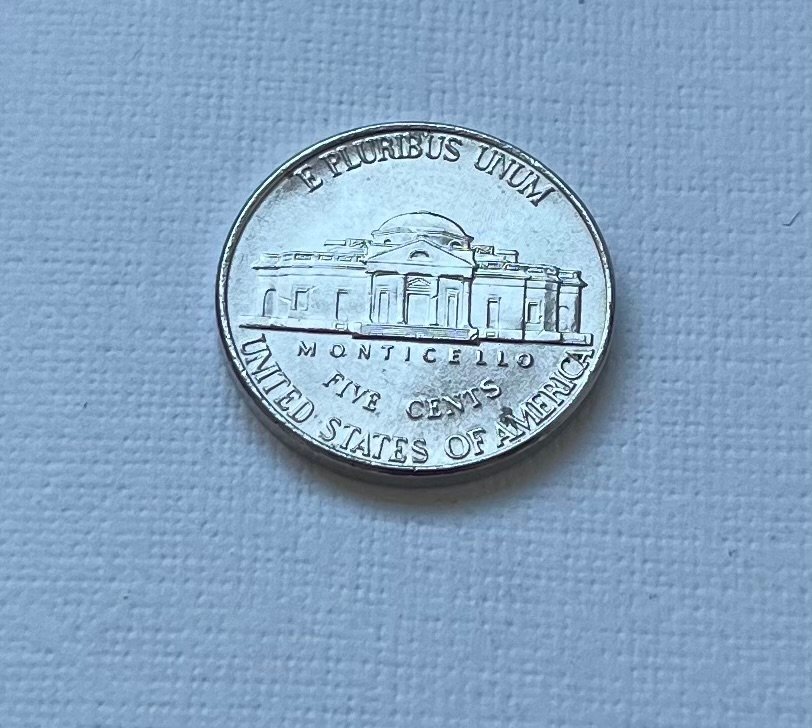 E PLURIBUS UNUM
MONTICELLO
FIVE CENTS
UNITED STATES OF AMERICA